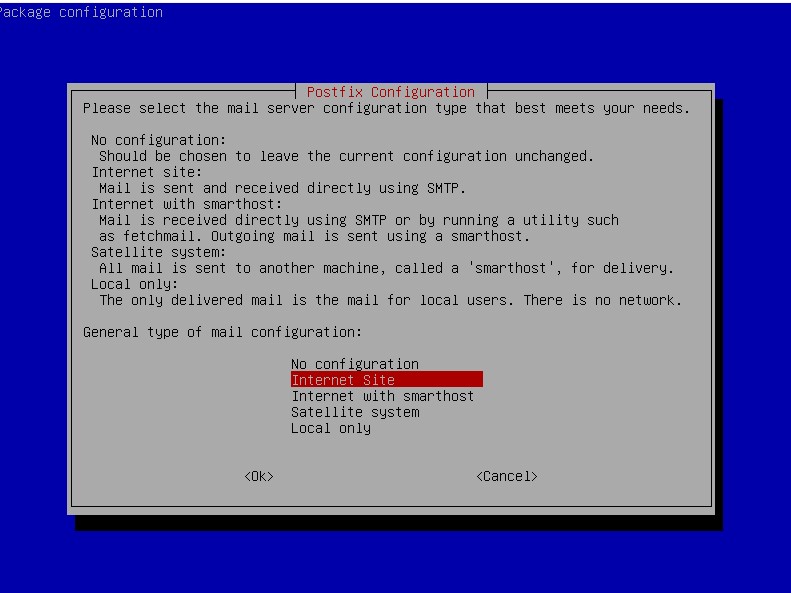 Package configuration
Postfix Configuration
Please select the mail server configuration type that best meets your needs.
No configuration:
Should be chosen to leave the current configuration unchanged.
Internet site:
Mail is sent and received directly using SMTP.
Internet with smarthost:
Mail is received directly using SMTP or by running a utility such
as fetchmail. Outgoing mail is sent using a smarthost.
Satellite system:
All mail is sent to another machine, called a 'smarthost', for delivery.
Local only:
The only delivered mail is the mail for local users. There is no network.
General type of mail configuration:
No configuration
Internet Site
Internet with smarthost
Satellite system
Local only
<Ok> <Cancel>